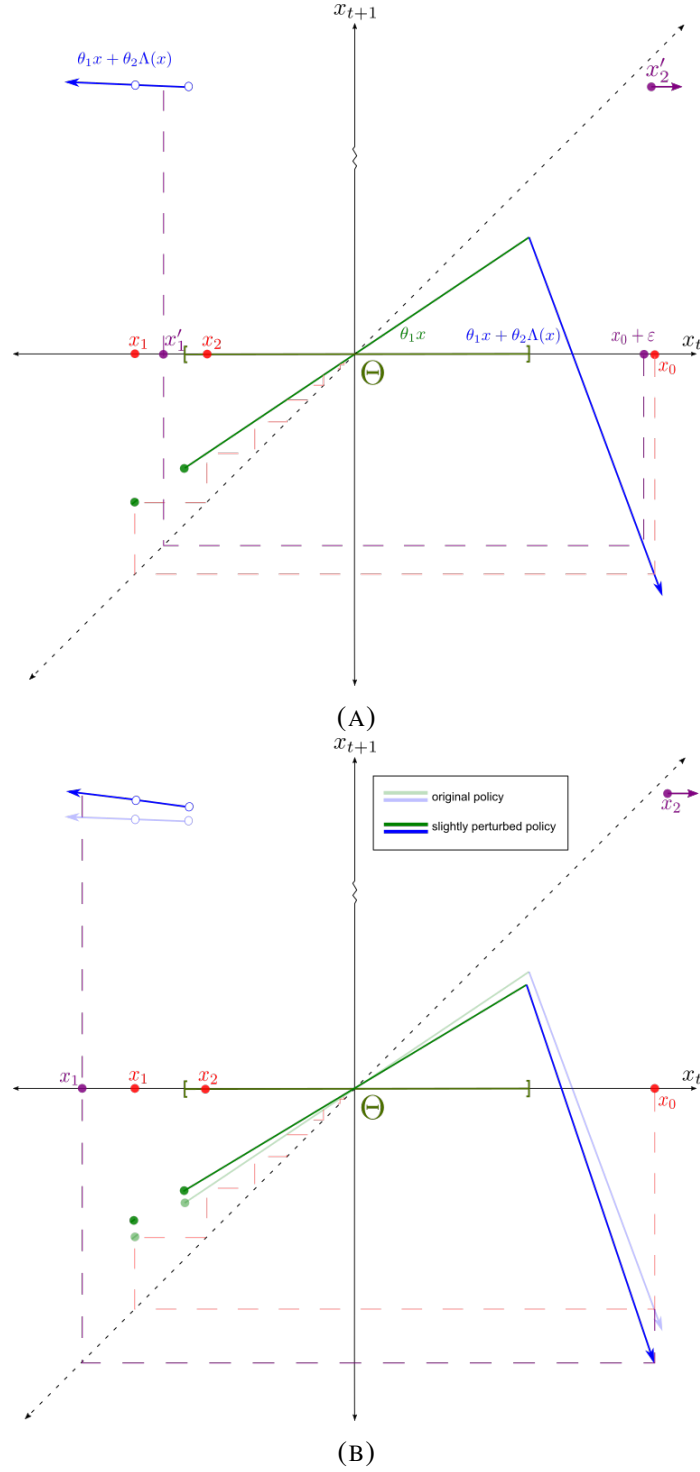 x_{t+1}
θ_1x + θ_2Λ(x)
x'_2
x_1 x'_1 x_2
θ_1x
θ_1x + θ_2Λ(x)
x_0 + ε
x_t
x_0
Θ
(A)
x_{t+1}
original policy
slightly perturbed policy
x_2
x_1 x_1 x_2
x_t
x_0
Θ
(B)